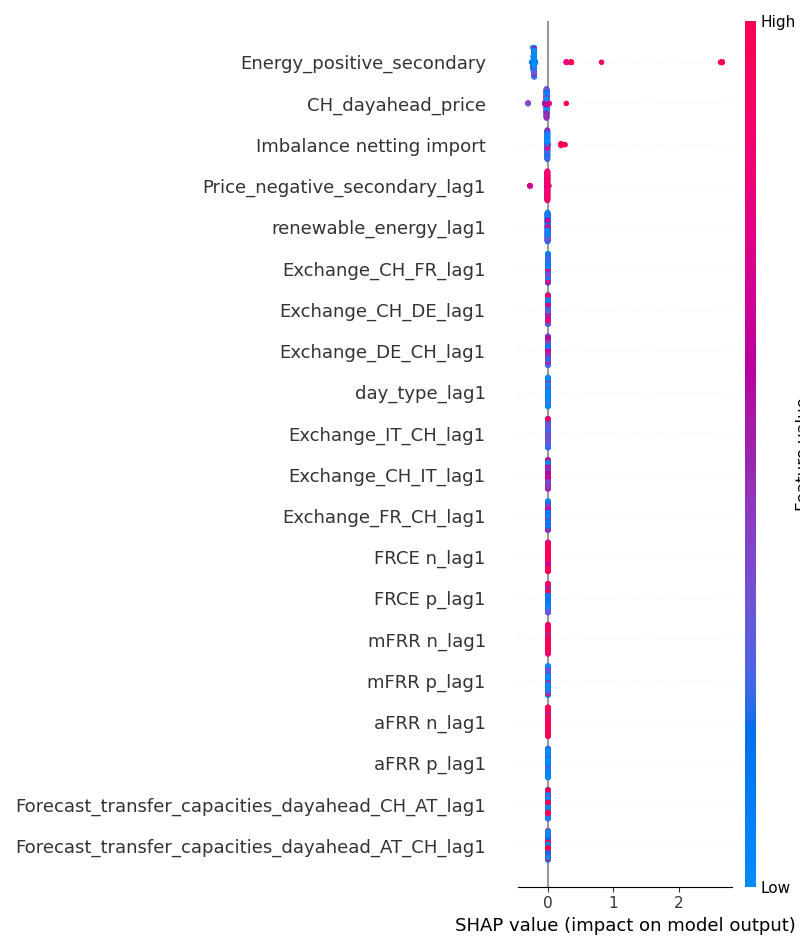 High
Energy_positive_secondary
CH_dayahead_price
Imbalance netting import
Price_negative_secondary_lag1
renewable_energy_lag1
Exchange_CH_FR_lag1
Exchange_CH_DE_lag1
Exchange_DE_CH_lag1
day_type_lag1
Exchange_IT_CH_lag1
Exchange_CH_IT_lag1
Exchange_FR_CH_lag1
FRCE n_lag1
FRCE p_lag1
mFRR n_lag1
mFRR p_lag1
aFRR n_lag1
aFRR p_lag1
Forecast_transfer_capacities_dayahead_CH_AT_lag1
Forecast_transfer_capacities_dayahead_AT_CH_lag1
Feature value
Low
0 1 2
SHAP value (impact on model output)